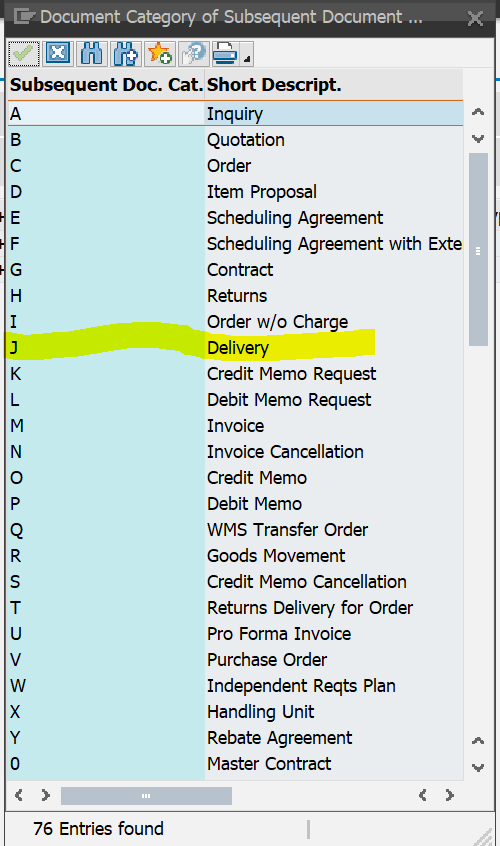 Document Category of Subsequent Document ...
Subsequent Doc. Cat. Short Descript.
A Inquiry
B Quotation
C Order
D Item Proposal
E Scheduling Agreement
F Scheduling Agreement with Exte
G Contract
H Returns
I Order w/o Charge
J Delivery
K Credit Memo Request
L Debit Memo Request
M Invoice
N Invoice Cancellation
O Credit Memo
P Debit Memo
Q WMS Transfer Order
R Goods Movement
S Credit Memo Cancellation
T Returns Delivery for Order
U Pro Forma Invoice
V Purchase Order
W Independent Reqts Plan
X Handling Unit
Y Rebate Agreement
0 Master Contract
76 Entries found